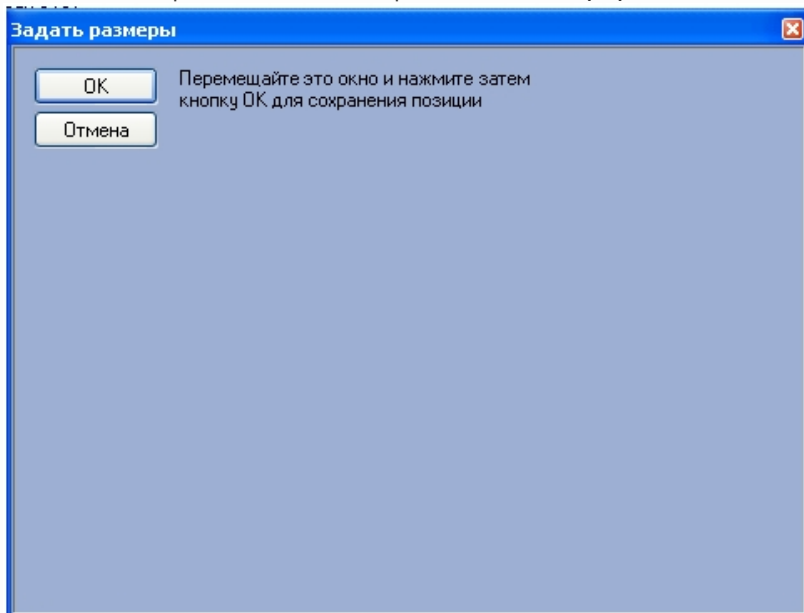 Задать размеры
OK
Перемещайте это окно и нажмите затем
кнопку OK для сохранения позиции
Отмена